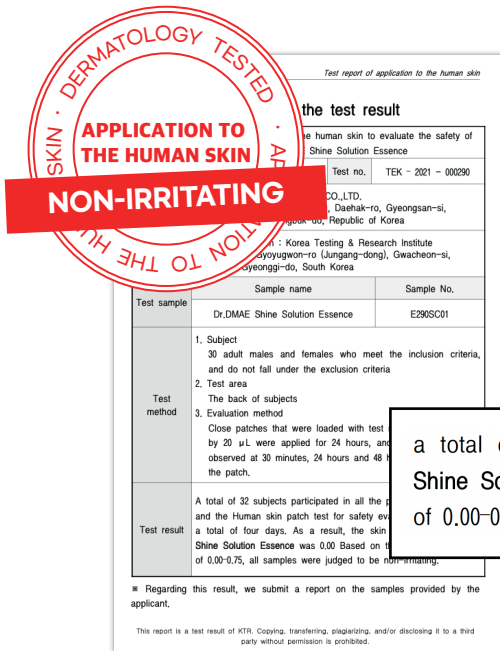 DERMATOLOGY TESTED
APPLICATION TO
THE HUMAN SKIN
NON-IRRITATING
SKIN
Test report of application to the human skin
the test result
human skin to evaluate the safety of
Shine Solution Essence
Test no.
TEK - 2021 - 000290
CO.,LTD.
Daehak-ro, Gyeongsan-si,
Republic of Korea
: Korea Testing & Research Institute
(Jungang-dong), Gwacheon-si,
Gyeonggi-do, South Korea
Test sample
Sample name
Sample No.
Dr.DMAE Shine Solution Essence
E290SC01
Test
method
1. Subject
30 adult males and females who meet the inclusion criteria,
and do not fall under the exclusion criteria
2. Test area
The back of subjects
3. Evaluation method
Close patches that were loaded with test
by 20 μL were applied for 24 hours, and
observed at 30 minutes, 24 hours and 48
the patch.
Test result
A total of 32 subjects participated in all the
and the Human skin patch test for safety
a total of four days. As a result, the skin
Shine Solution Essence was 0.00 Based on
of 0.00-0.75, all samples were judged to be non-irritating.
a total
Shine
of 0.00-0
※ Regarding this result, we submit a report on the samples provided by the
applicant.
This report is a test result of KTR. Copying, transferring, plagiarizing, and/or disclosing it to a third
party without permission is prohibited.